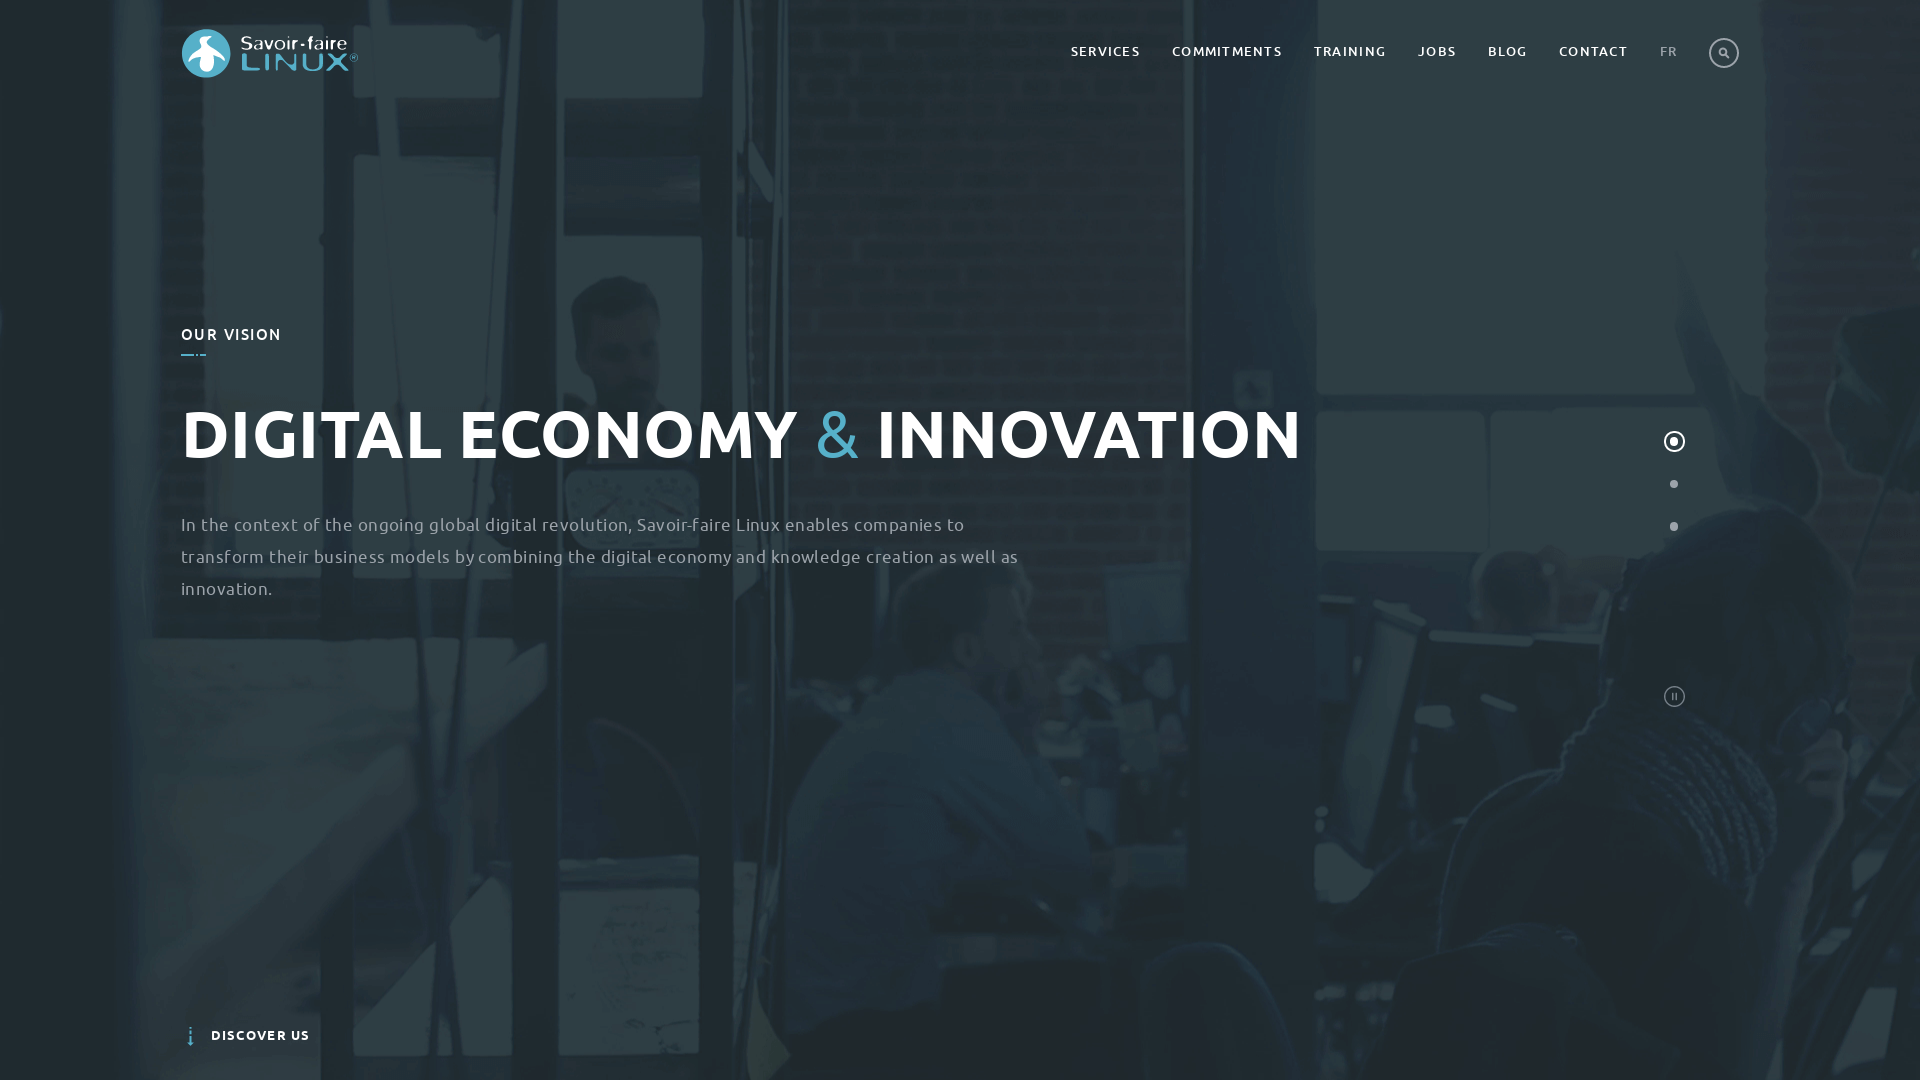 Savoir-faire
LINUX
SERVICES
COMMITMENTS
TRAINING
JOBS
BLOG
CONTACT
FR
OUR VISION
DIGITAL ECONOMY & INNOVATION
In the context of the ongoing global digital revolution, Savoir-faire Linux enables companies to
transform their business models by combining the digital economy and knowledge creation as well as
innovation.
DISCOVER US